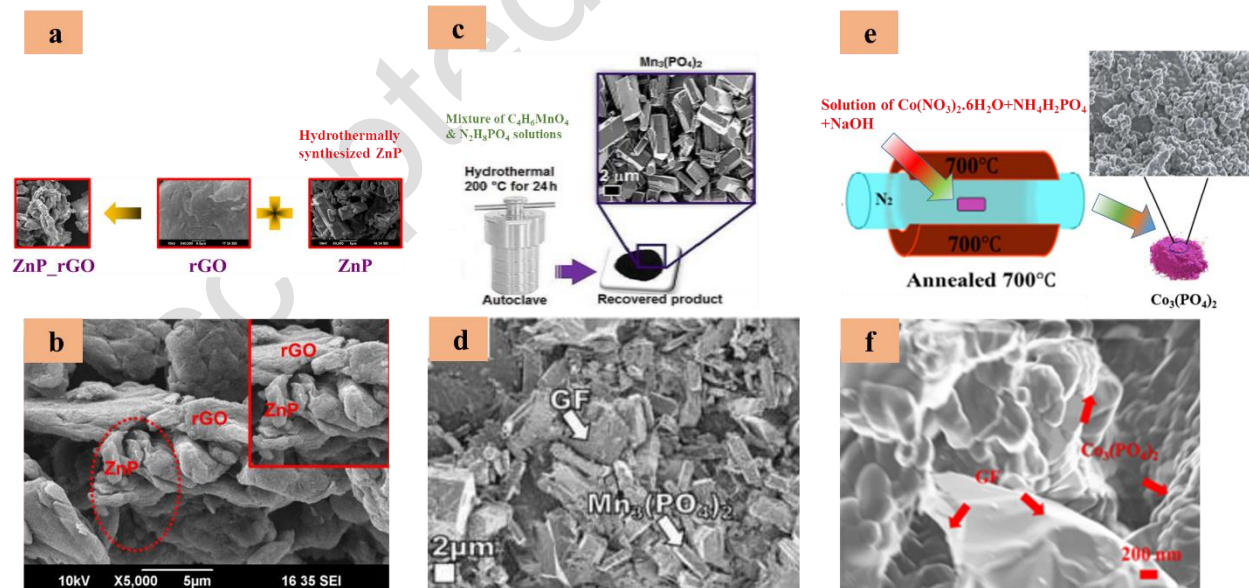 a
ZnP_rGO
rGO
Hydrothermally
synthesized ZnP
ZnP
b
rGO
ZnP
rGO
ZnP
10kV X5,000 5µm 16 35 SEI
c
Mn₃(PO₄)₂
Mixture of C₄H₆MnO₄
& N₂H₈PO₄ solutions
Hydrothermal
200 °C for 24h
2 µm
Autoclave
Recovered product
d
GF
Mn₃(PO₄)₂
2µm
e
Solution of Co(NO₃)₂.6H₂O+NH₄H₂PO₄
+NaOH
700°C
N₂
700°C
Annealed 700°C
Co₃(PO₄)₂
f
Co₃(PO₄)₂
GF
200 nm